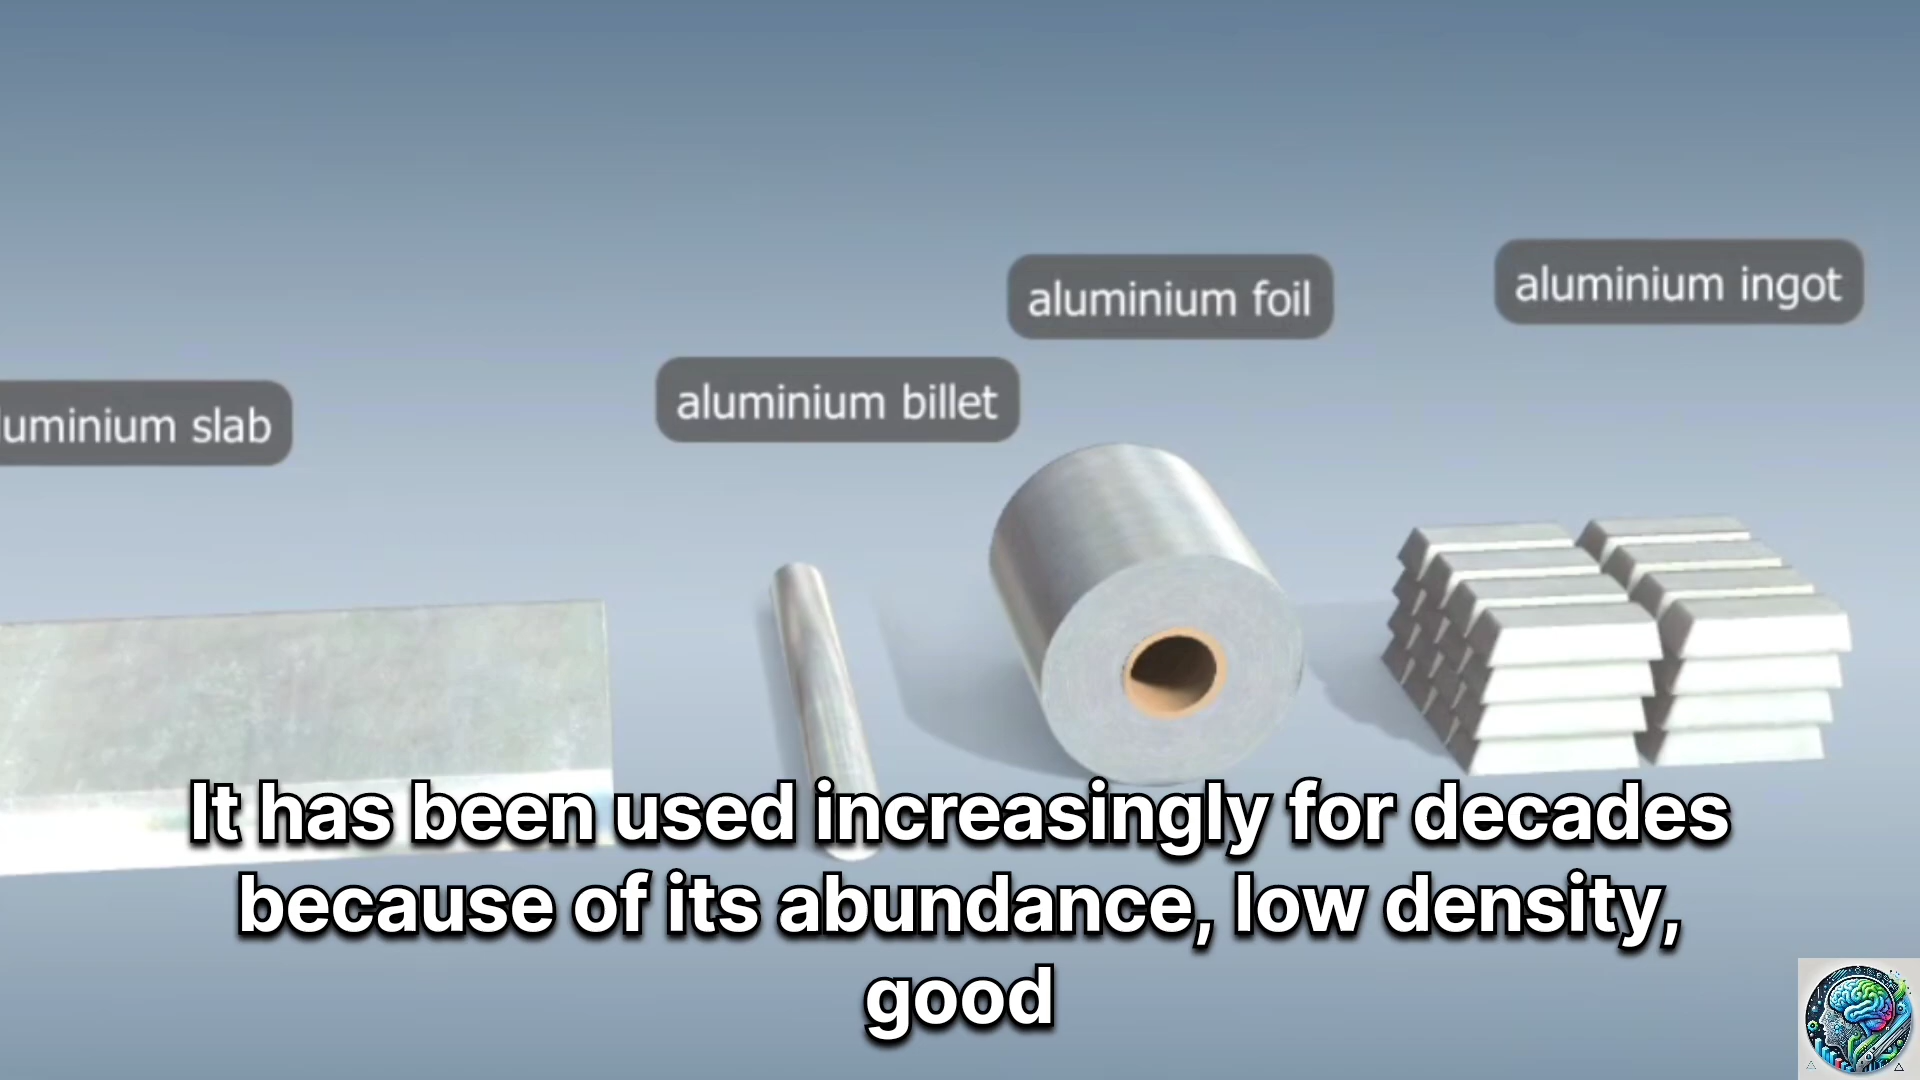 aluminium ingot
aluminium foil
aluminium billet
luminium slab
It has been used increasingly for decades
because of its abundance, low density,
good